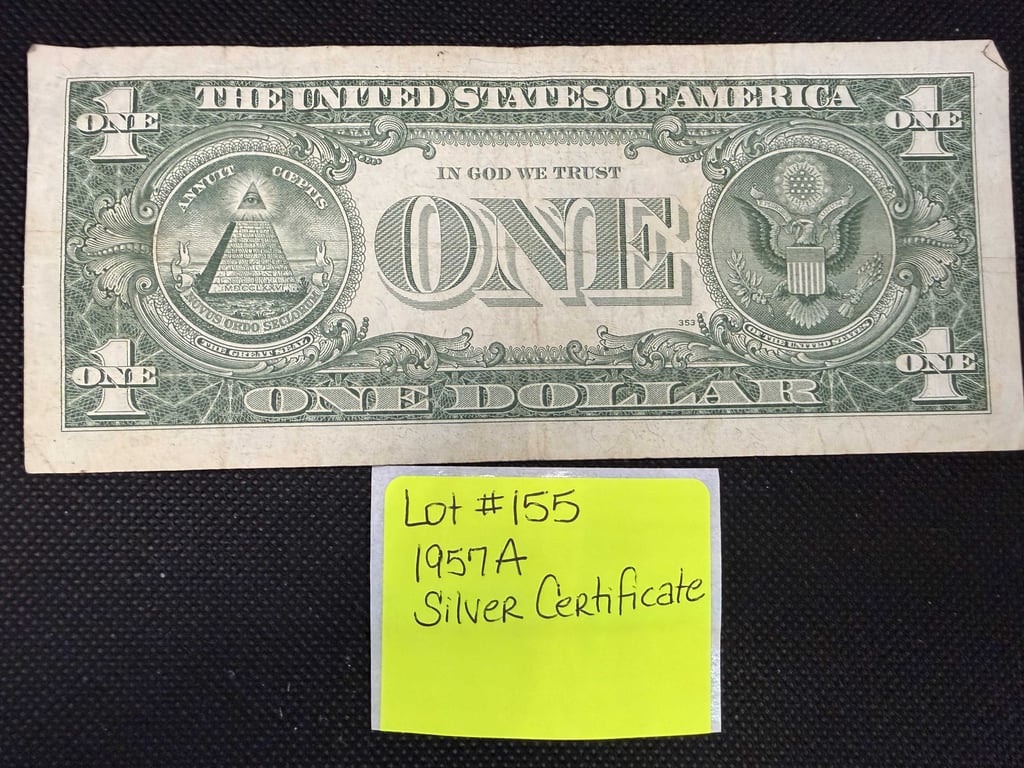 THE UNITED STATES OF AMERICA
1 ONE
1 ONE
ANNUIT CŒPTIS
IN GOD WE TRUST
ONE
MDCCLXXVI
NOVUS ORDO SECLORUM
THE GREAT SEAL
353
OF THE UNITED STATES
1 ONE
1 ONE
ONE DOLLAR
Lot #155
1957A
Silver Certificate